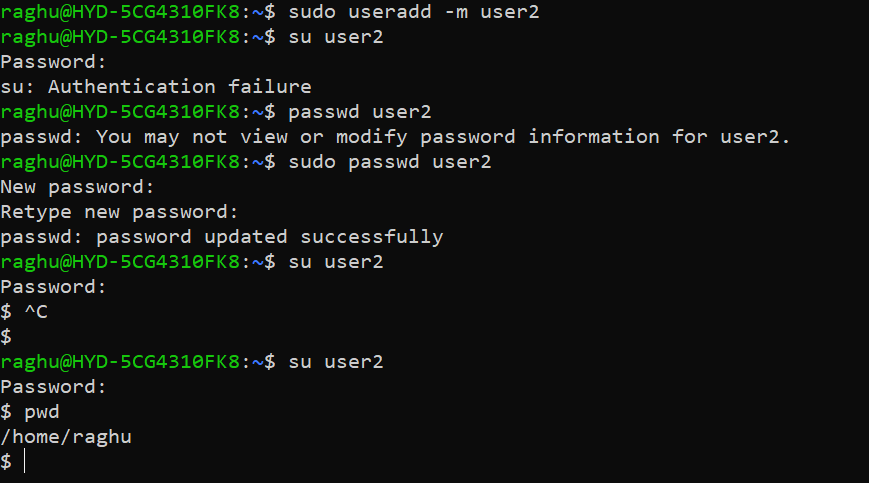 raghu@HYD-5CG4310FK8:~$ sudo useradd -m user2
raghu@HYD-5CG4310FK8:~$ su user2
Password:
su: Authentication failure
raghu@HYD-5CG4310FK8:~$ passwd user2
passwd: You may not view or modify password information for user2.
raghu@HYD-5CG4310FK8:~$ sudo passwd user2
New password:
Retype new password:
passwd: password updated successfully
raghu@HYD-5CG4310FK8:~$ su user2
Password:
$ ^C
$
raghu@HYD-5CG4310FK8:~$ su user2
Password:
$ pwd
/home/raghu
$